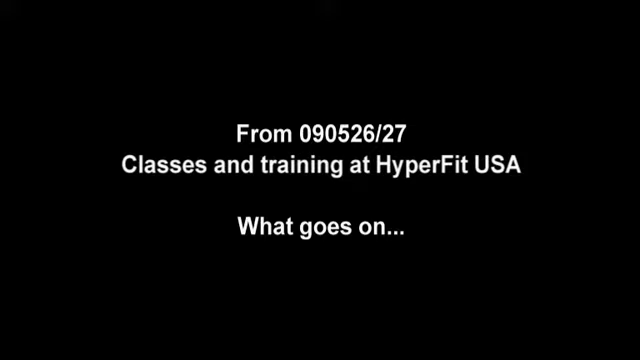 From 090526/27
Classes and training at HyperFit USA
What goes on...